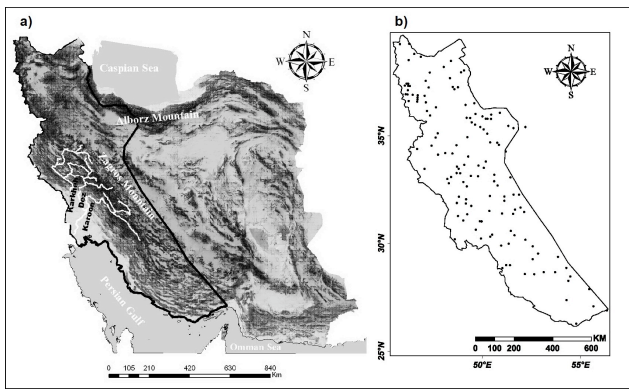 a)
Caspian Sea
N
W E
S
Alborz Mountain
Zagros Mountain
Karkheh
Dez
Karoon
Persian Gulf
Omman Sea
0 105 210 420 630 840
Km
b)
N
W E
S
35°N
30°N
25°N
KM
0 100 200 400 600
50°E 55°E